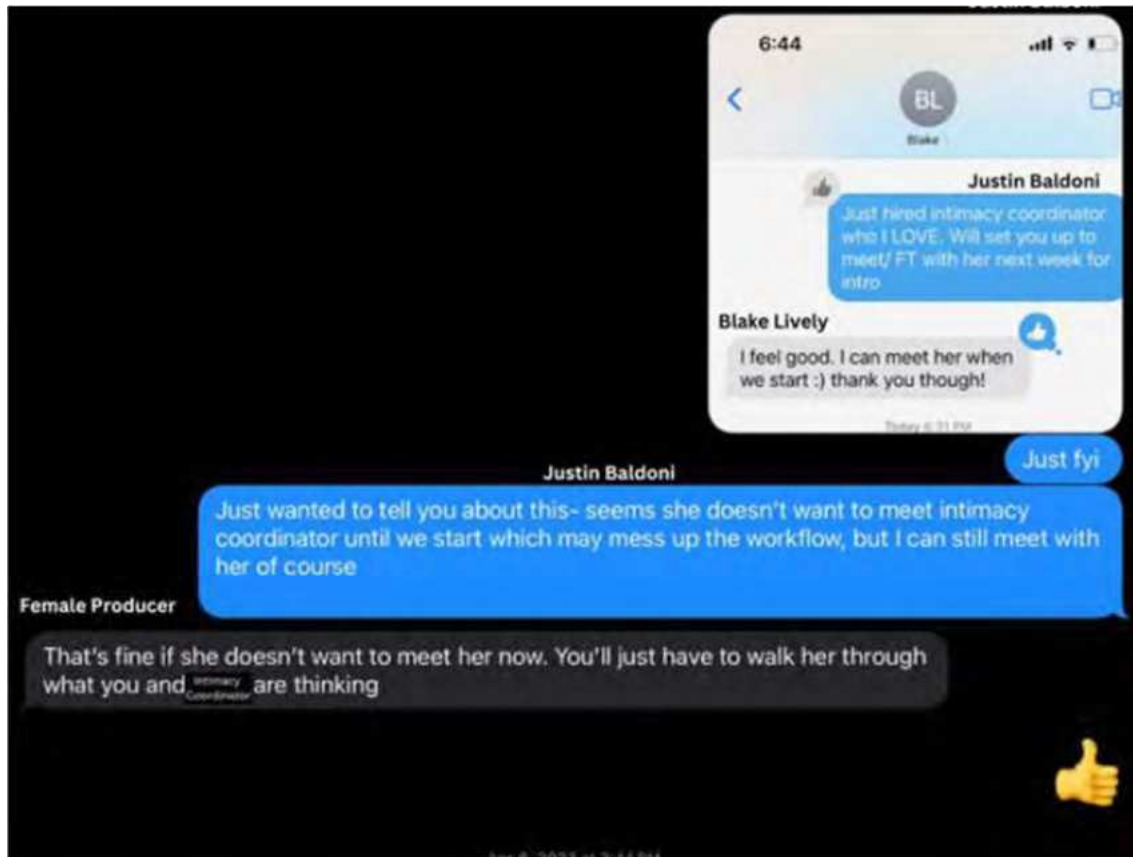 6:44
BL
Blake
Justin Baldoni
Just hired intimacy coordinator
who I LOVE. Will set you up to
meet/ FT with her next week for
intro
Blake Lively
I feel good. I can meet her when
we start :) thank you though!
Today 6:31 PM
Just fyi
Justin Baldoni
Just wanted to tell you about this- seems she doesn't want to meet intimacy
coordinator until we start which may mess up the workflow, but I can still meet with
her of course
Female Producer
That's fine if she doesn't want to meet her now. You'll just have to walk her through
what you and Intimacy Coordinator are thinking